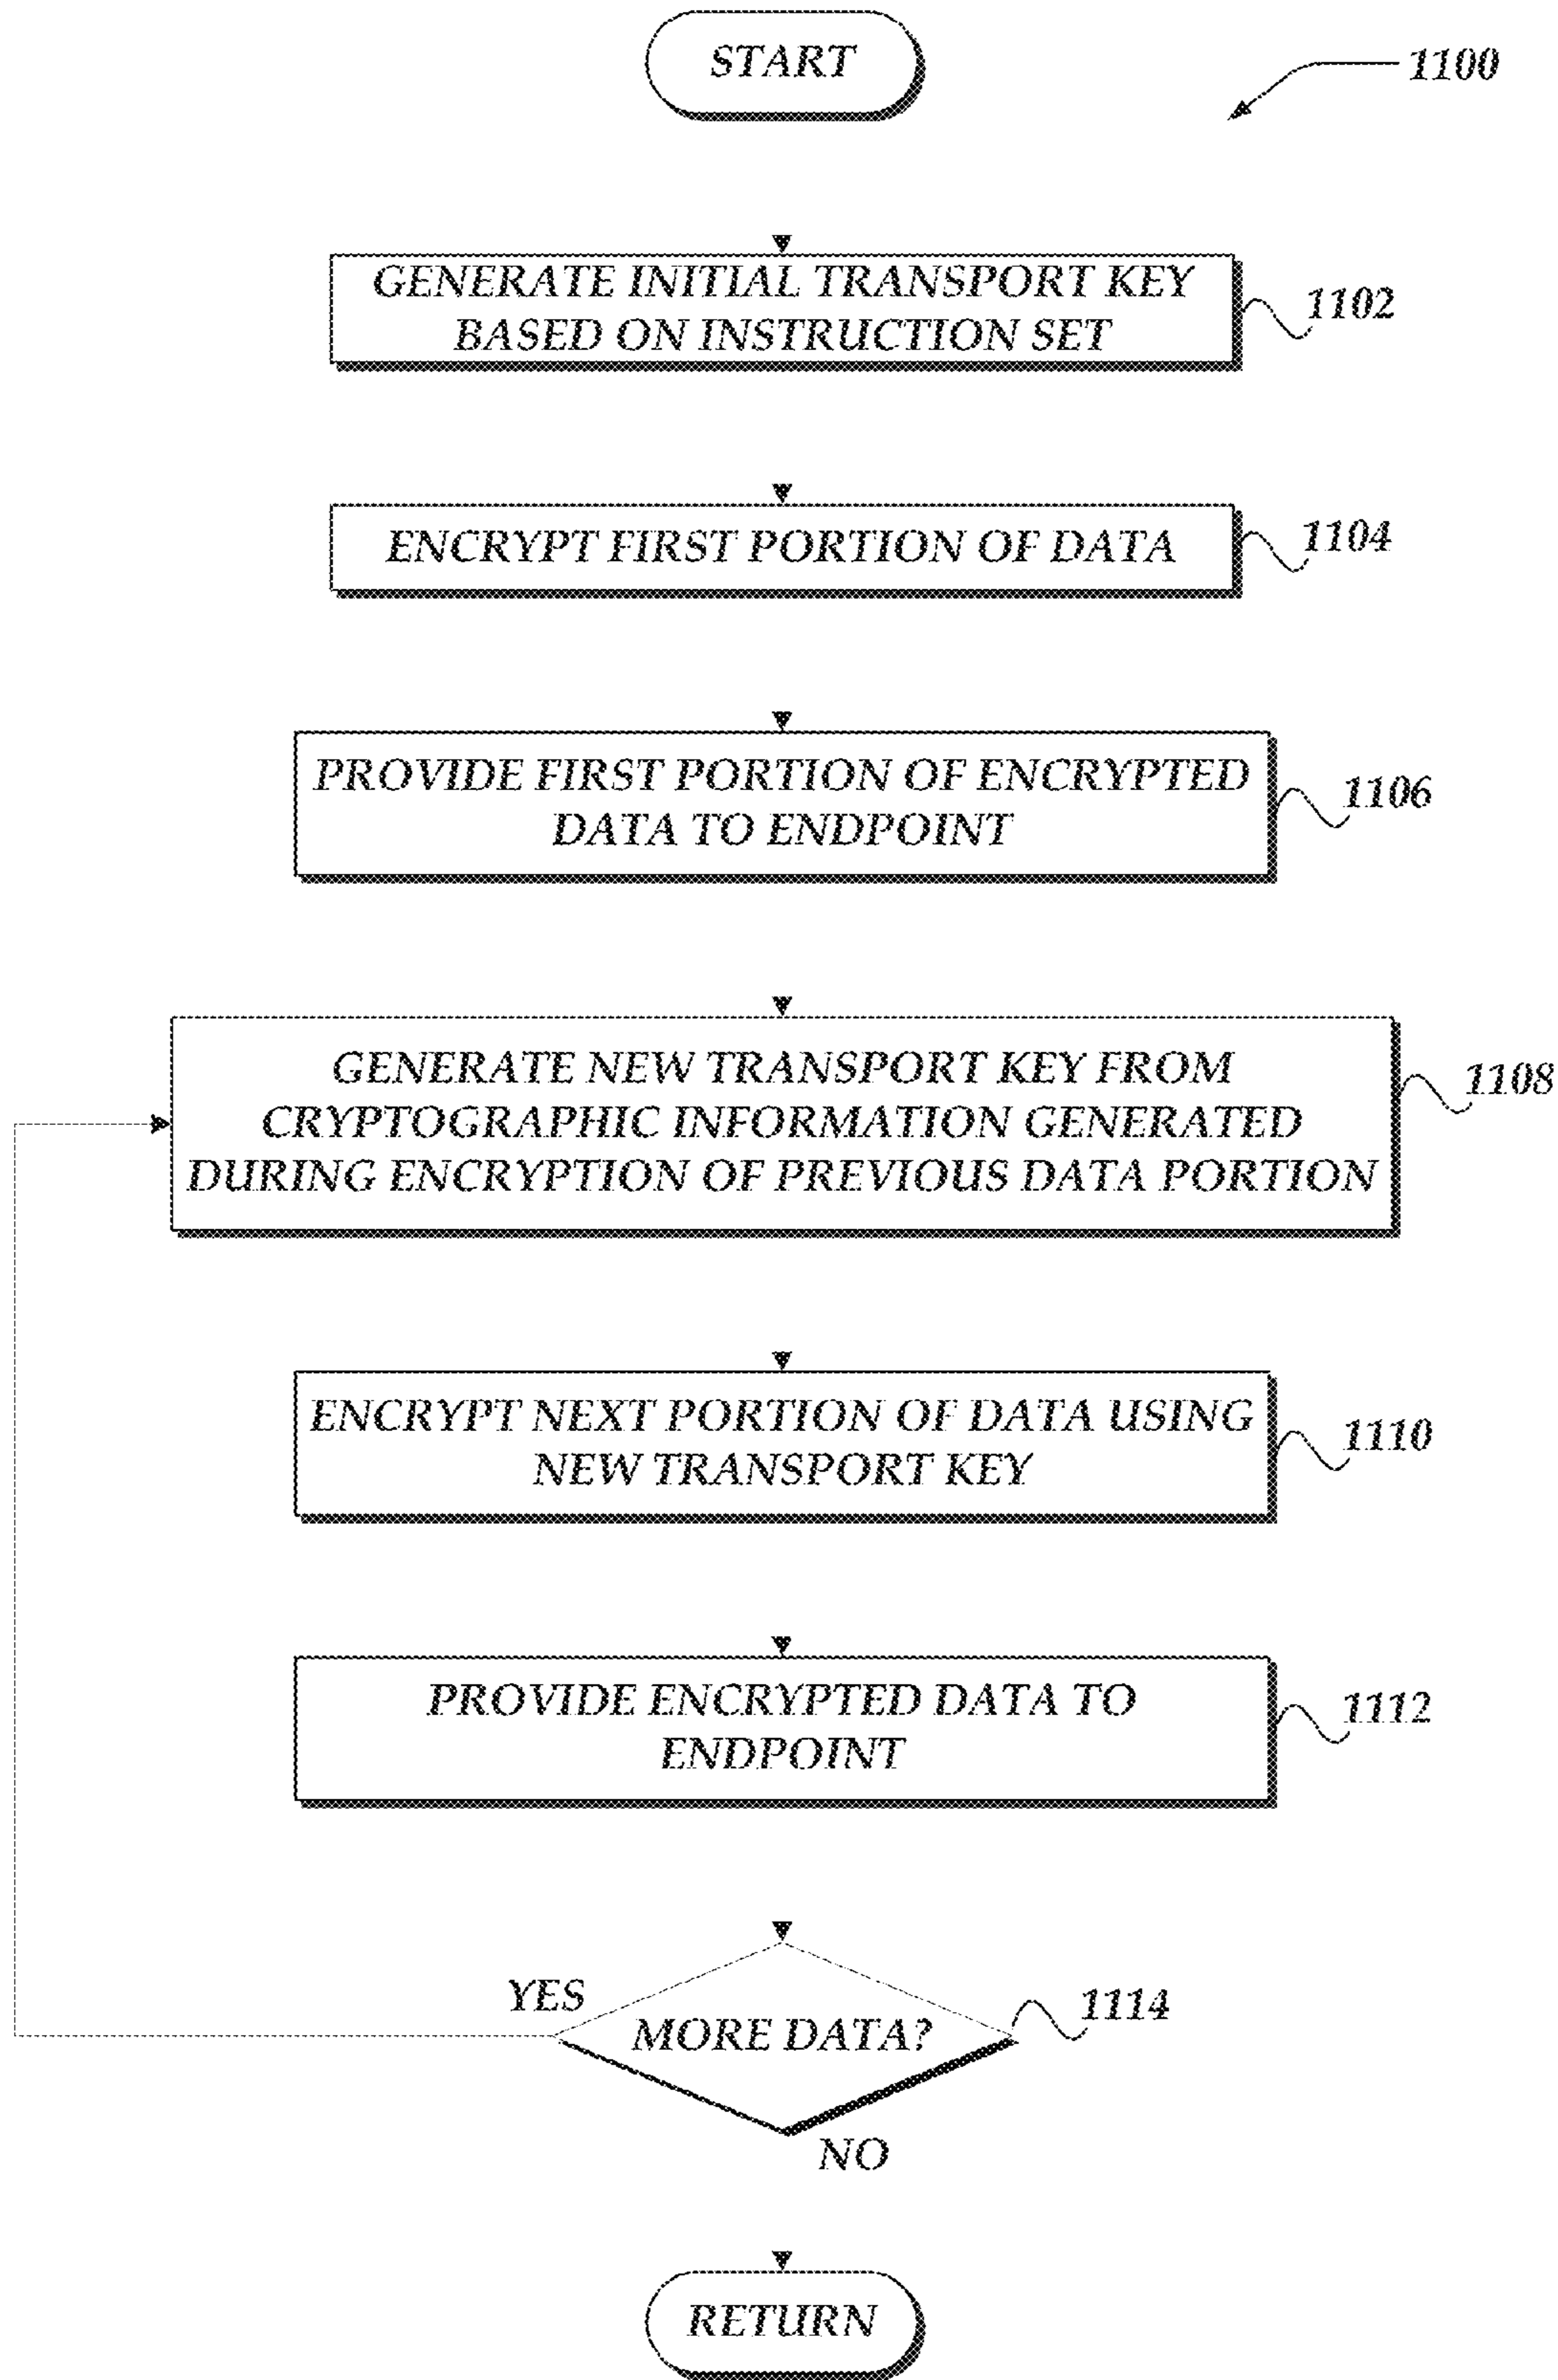 START
1100
GENERATE INITIAL TRANSPORT KEY
BASED ON INSTRUCTION SET
1102
ENCRYPT FIRST PORTION OF DATA
1104
PROVIDE FIRST PORTION OF ENCRYPTED
DATA TO ENDPOINT
1106
GENERATE NEW TRANSPORT KEY FROM
CRYPTOGRAPHIC INFORMATION GENERATED
DURING ENCRYPTION OF PREVIOUS DATA PORTION
1108
ENCRYPT NEXT PORTION OF DATA USING
NEW TRANSPORT KEY
1110
PROVIDE ENCRYPTED DATA TO
ENDPOINT
1112
YES
MORE DATA?
1114
NO
RETURN